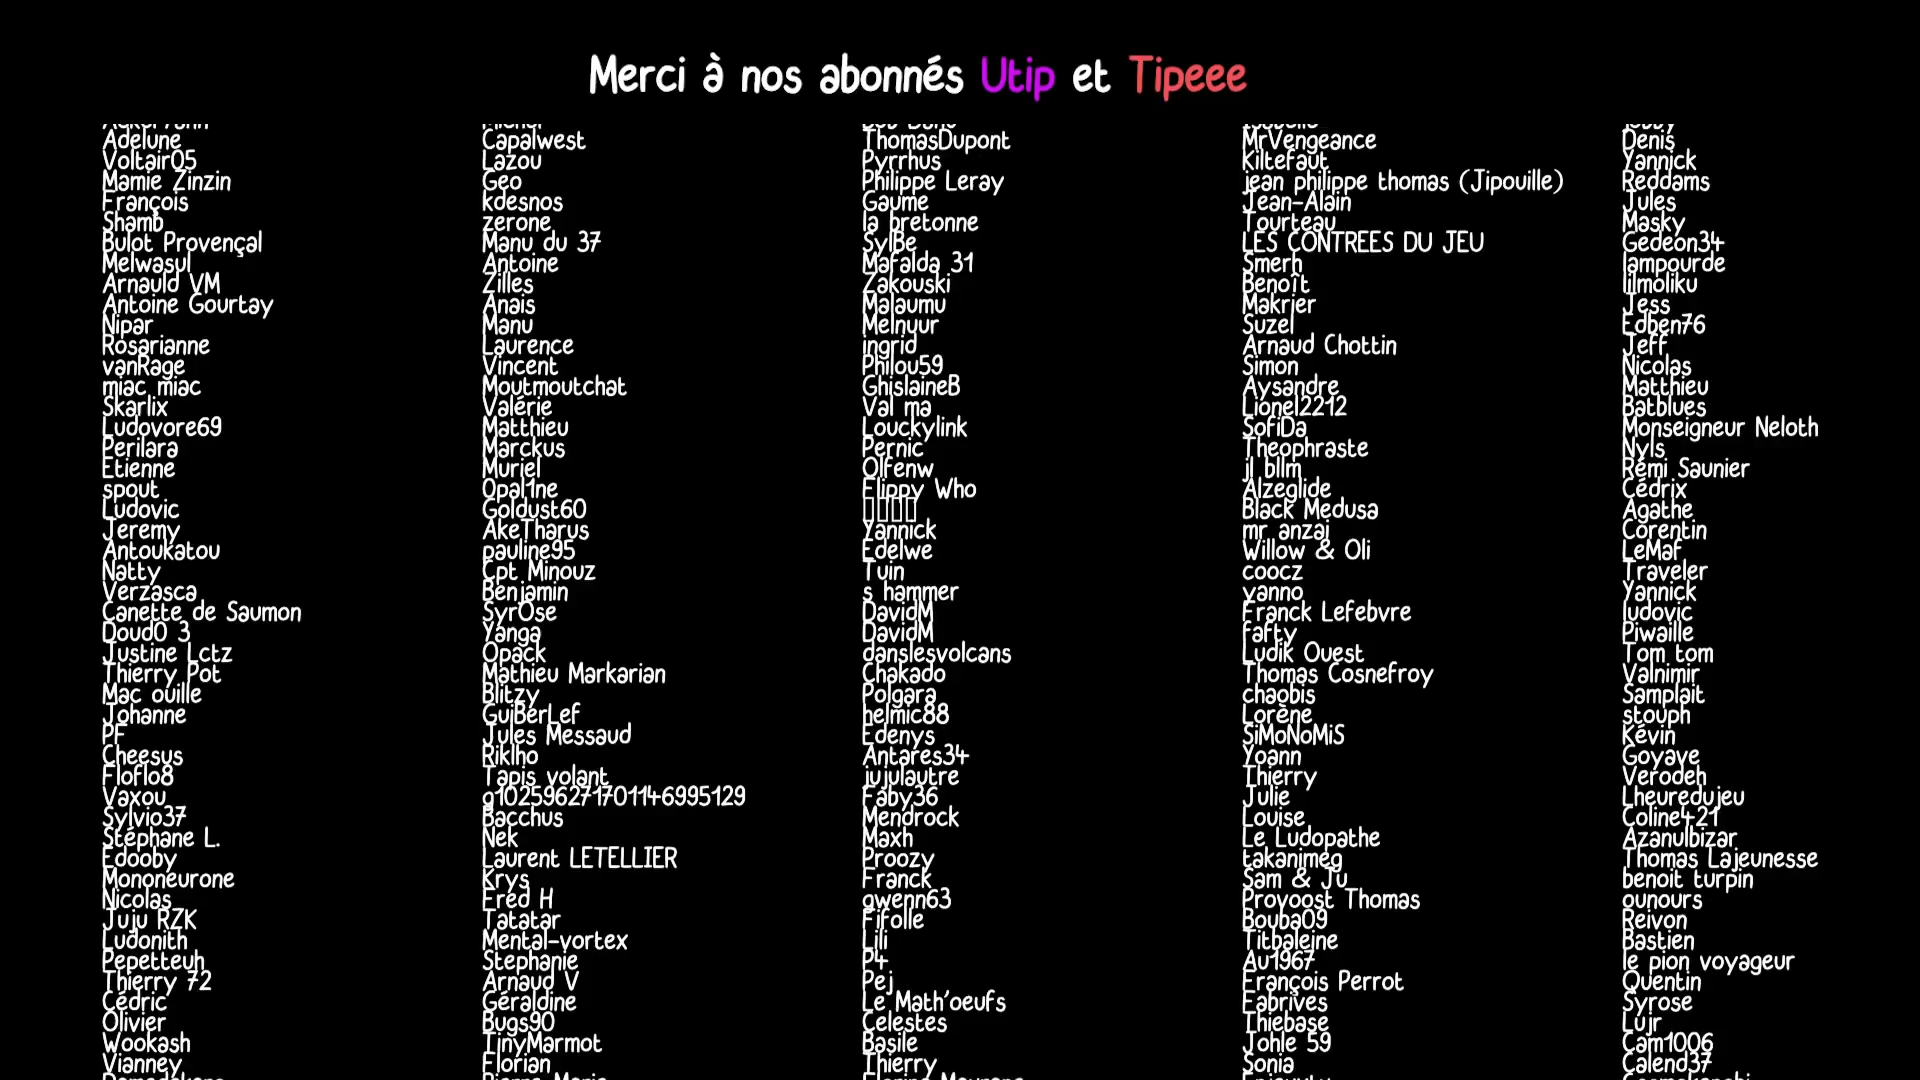 Merci à nos abonnés Utip et Tipeee
Adelune
Voltair05
Mamie Zinzin
François
Shamb
Bulot Provençal
Melwasul
Arnauld VM
Antoine Gourtay
Nipar
Rosarianne
vanRage
miac miac
Skarlix
Ludovore69
Perilara
Etienne
spout
Ludovic
Jeremy
Antoukatou
Natty
Verzasca
Canette de Saumon
Doud0 3
Justine Lctz
Thierry Pot
Mac ouille
Johanne
PF
Cheesus
Floflo8
Vaxou
Sylvio37
Stéphane L.
Edooby
Mononeurone
Nicolas
Juju RZK
Ludonith
Pepetteuh
Thierry 72
Cédric
Olivier
Wookash
Vianney
Capalwest
Lazou
Geo
kdesnos
zerone
Manu du 37
Antoine
Zilles
Anais
Manu
Laurence
Vincent
Moutmoutchat
Valérie
Matthieu
Marckus
Muriel
Opal1ne
Goldust60
AkeTharus
pauline95
Cpt Minouz
Benjamin
SyrOse
Yanga
Opack
Mathieu Markarian
Blitzy
GuiBerLef
Jules Messaud
Riklho
Tapis volant
g102596271701146995129
Bacchus
Nek
Laurent LETELLIER
Krys
Fred H
Tatatar
Mental-vortex
Stephanie
Arnaud V
Géraldine
Bugs90
TinyMarmot
Florian
ThomasDupont
Pyrrhus
Philippe Leray
Gaume
la bretonne
SylBe
Mafalda 31
Zakouski
Malaumu
Melnuur
ingrid
Philou59
GhislaineB
Val ma
Louckylink
Pernic
Olfenw
Flippy Who
Yannick
Edelwe
Tuin
s hammer
DavidM
DavidM
danslesvolcans
Chakado
Polgara
helmic88
Edenys
Antares34
jujulautre
Faby36
Mendrock
Maxh
Proozy
Franck
gwenn63
Fifolle
Lili
P4
Pej
Le Math'oeufs
Celestes
Basile
Thierry
MrVengeance
Kiltefaut
jean philippe thomas (Jipouille)
Jean-Alain
Tourteau
LES CONTREES DU JEU
Smerh
Benoît
Makrier
Suzel
Arnaud Chottin
Simon
Aysandre
Lionel2212
SofiDa
Theophraste
jl bllm
Alzeglide
Black Medusa
mr anzai
Willow & Oli
coocz
yanno
Franck Lefebvre
fafty
Ludik Ouest
Thomas Cosnefroy
chaobis
Lorène
SiMoNoMiS
Yoann
Thierry
Julie
Louise
Le Ludopathe
takanimeg
Sam & Ju
Provoost Thomas
Bouba09
Titbaleine
Au1967
François Perrot
Fabrives
Thiebase
Johle 59
Sonia
Denis
Yannick
Reddams
Jules
Masky
Gedeon34
lampourde
lilmoliku
Jess
Edben76
Jeff
Nicolas
Matthieu
Batblues
Monseigneur Neloth
Nyls
Rémi Saunier
Cédrix
Agathe
Corentin
LeMaf
Traveler
Yannick
ludovic
Piwaille
Tom tom
Valnimir
Samplait
stouph
Kévin
Goyave
Verodeh
Lheuredujeu
Coline421
Azanulbizar
Thomas Lajeunesse
benoit turpin
ounours
Reivon
Bastien
le pion voyageur
Quentin
Syrose
Lujr
Cam1006
Calend37